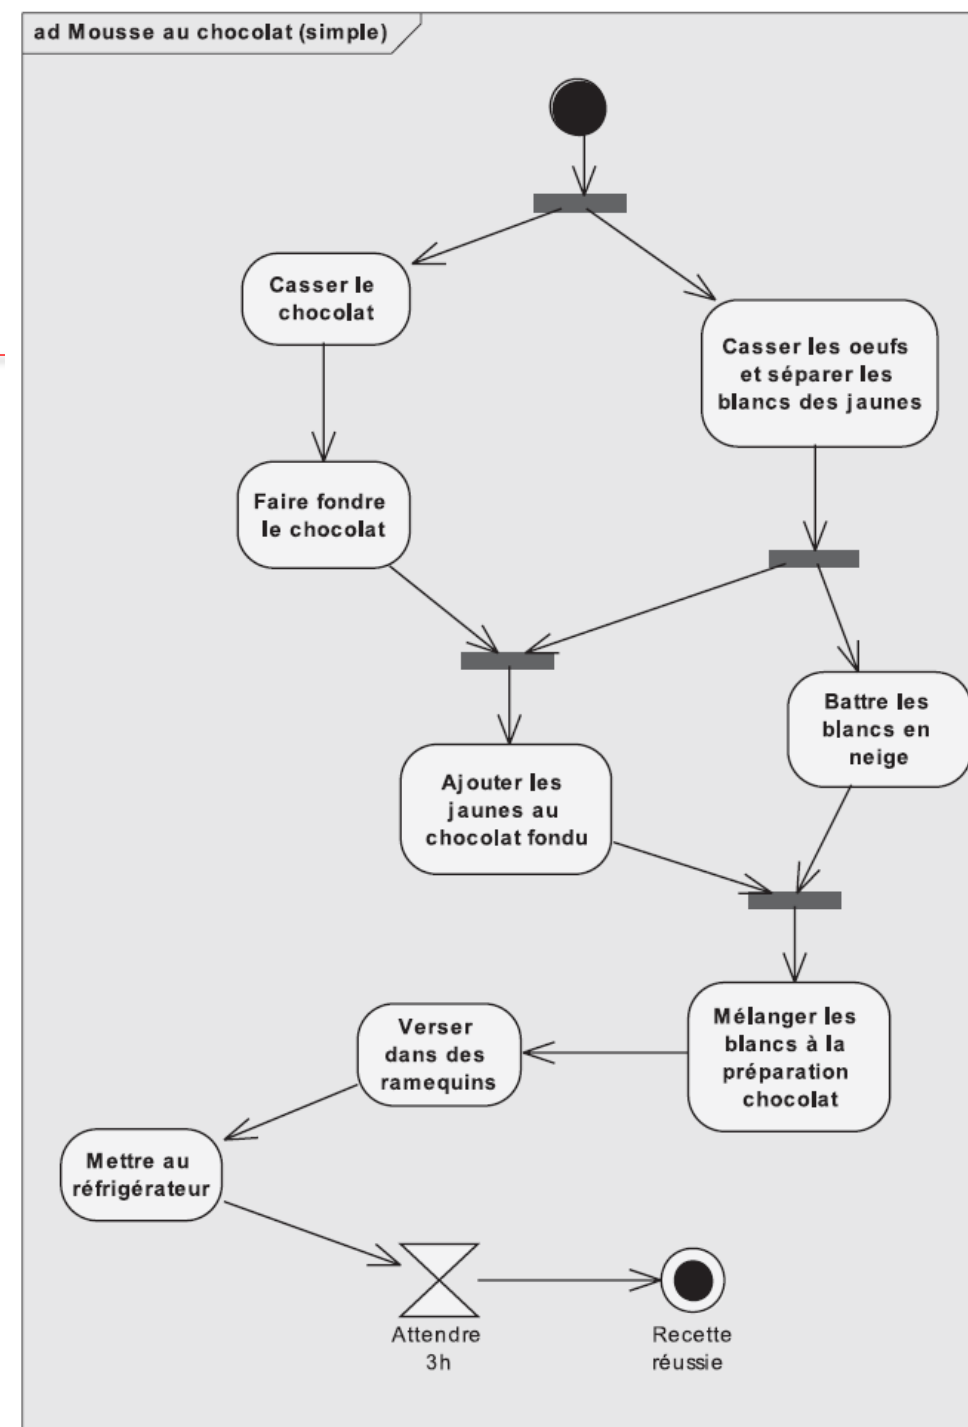 ad Mousse au chocolat (simple)
Casser le
chocolat
Casser les oeufs
et séparer les
blancs des jaunes
Faire fondre
le chocolat
Battre les
blancs en
neige
Ajouter les
jaunes au
chocolat fondu
Mélanger les
blancs à la
préparation
chocolat
Verser
dans des
ramequins
Mettre au
réfrigérateur
Attendre
3h
Recette
réussie